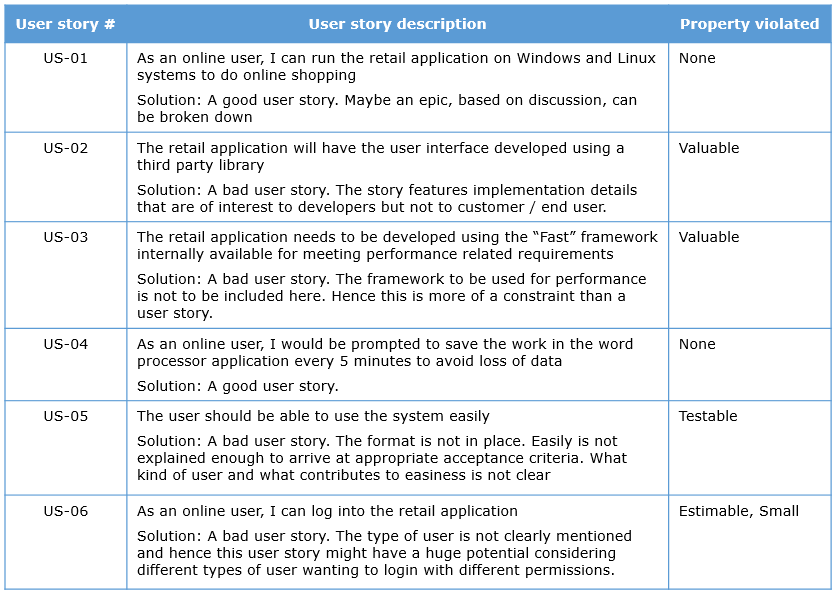 User story # User story description Property violated
US-01 As an online user, I can run the retail application on Windows and Linux None
systems to do online shopping
Solution: A good user story. Maybe an epic, based on discussion, can
be broken down
US-02 The retail application will have the user interface developed using a Valuable
third party library
Solution: A bad user story. The story features implementation details
that are of interest to developers but not to customer / end user.
US-03 The retail application needs to be developed using the “Fast” framework Valuable
internally available for meeting performance related requirements
Solution: A bad user story. The framework to be used for performance
is not to be included here. Hence this is more of a constraint than a
user story.
US-04 As an online user, I would be prompted to save the work in the word None
processor application every 5 minutes to avoid loss of data
Solution: A good user story.
US-05 The user should be able to use the system easily Testable
Solution: A bad user story. The format is not in place. Easily is not
explained enough to arrive at appropriate acceptance criteria. What
kind of user and what contributes to easiness is not clear
US-06 As an online user, I can log into the retail application Estimable, Small
Solution: A bad user story. The type of user is not clearly mentioned
and hence this user story might have a huge potential considering
different types of user wanting to login with different permissions.